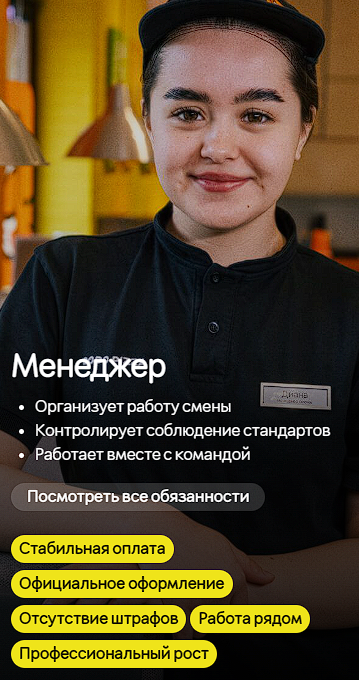 Менеджер
Диана
Организует работу смены
Контролирует соблюдение стандартов
Работает вместе с командой
Посмотреть все обязанности
Стабильная оплата
Официальное оформление
Отсутствие штрафов
Работа рядом
Профессиональный рост